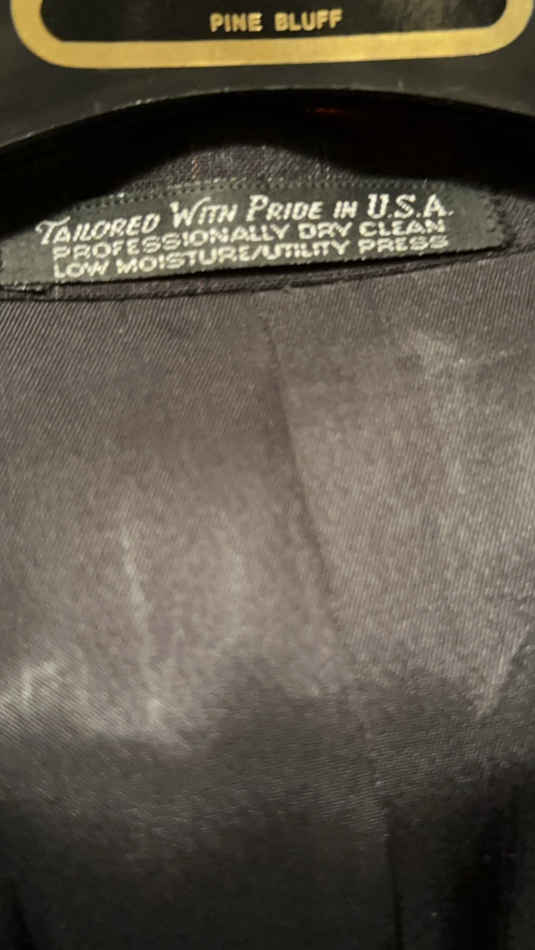 PINE BLUFF
TAILORED WITH PRIDE IN U.S.A.
PROFESSIONALLY DRY CLEAN
LOW MOISTURE/UTILITY PRESS